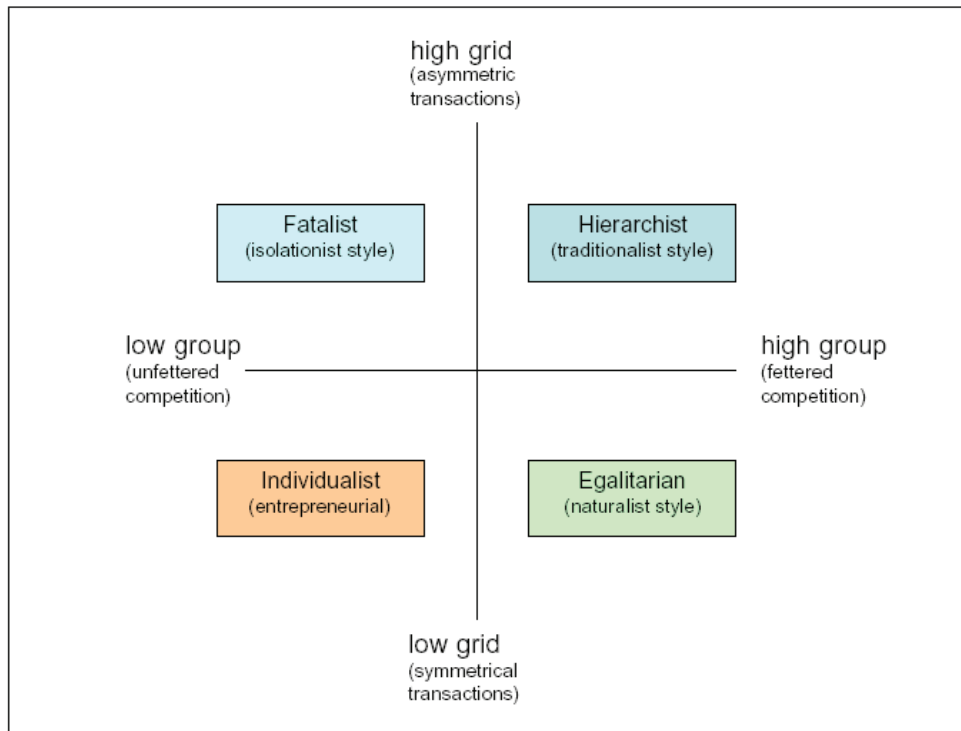 high grid
(asymmetric
transactions)
Fatalist
(isolationist style)
Hierarchist
(traditionalist style)
low group
(unfettered
competition)
high group
(fettered
competition)
Individualist
(entrepreneurial)
Egalitarian
(naturalist style)
low grid
(symmetrical
transactions)